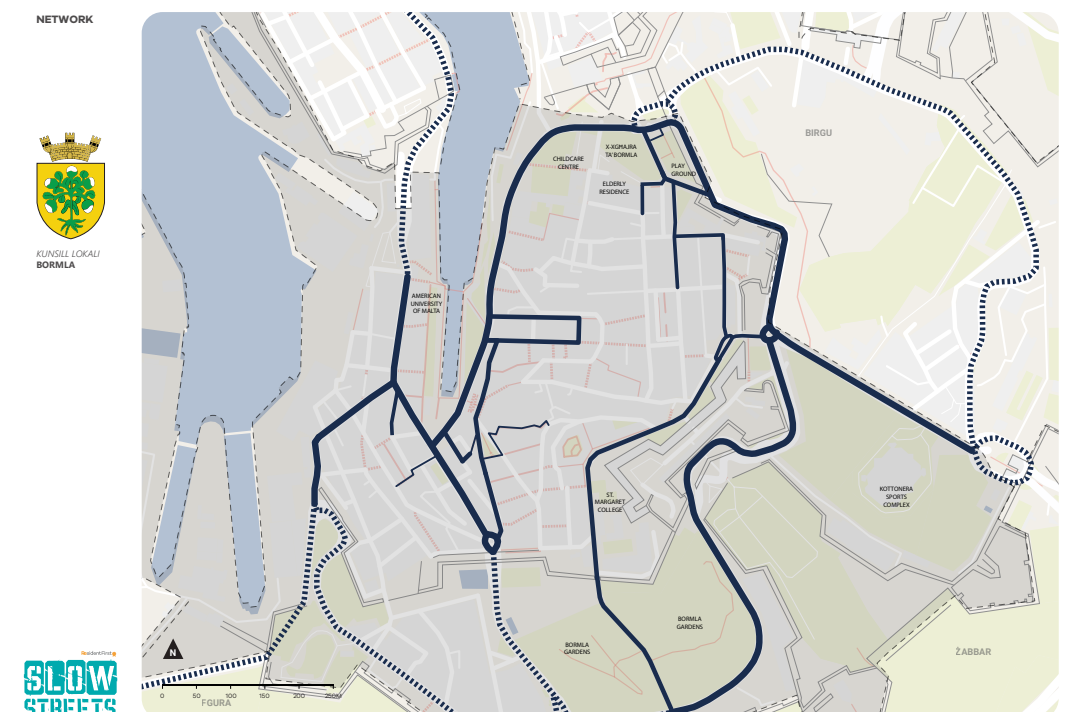 NETWORK
KUNSILL LOKALI
BORMLA
BIRGU
X-XGĦAJRA
TA' BORMLA
CHILDCARE
CENTRE
PLAY
GROUND
ELDERLY
RESIDENCE
AMERICAN
UNIVERSITY
OF MALTA
KOTTONERA
SPORTS
COMPLEX
ST.
MARGARET
COLLEGE
BORMLA
GARDENS
BORMLA
GARDENS
ŻABBAR
N
0 50 100 150 200 250M
FGURA
ResidentFirst
SLOW
STREETS